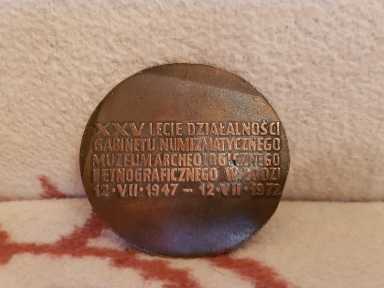 XXV LECIE DZIAŁALNOŚCI
GABINETU NUMIZMATYCZNEGO
MUZEUM ARCHEOLOGICZNEGO
I ETNOGRAFICZNEGO W ŁODZI
12·VII·1947 – 12·VII·1972